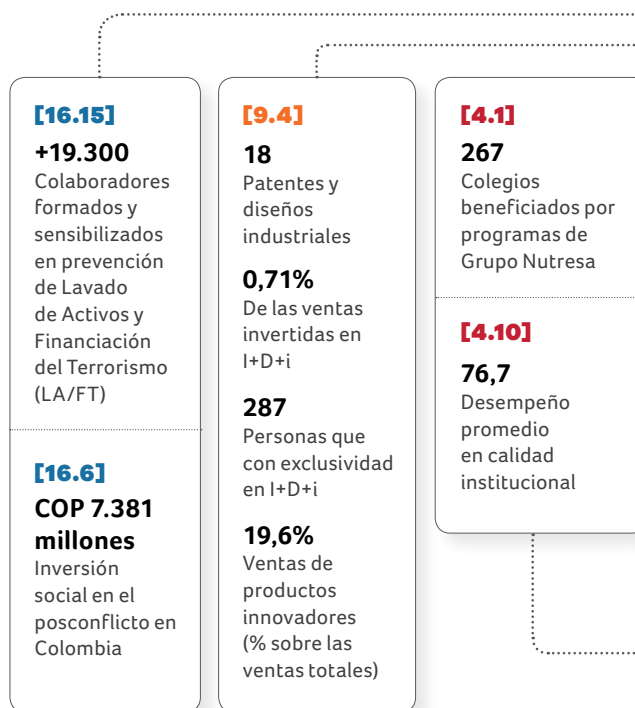 [16.15]
+19.300
Colaboradores
formados y
sensibilizados
en prevención
de Lavado
de Activos y
Financiación
del Terrorismo
(LA/FT)
[16.6]
COP 7.381
millones
Inversión
social en el
posconflicto en
Colombia
[9.4]
18
Patentes y
diseños
industriales
0,71%
De las ventas
invertidas en
I+D+i
287
Personas que
con exclusividad
en I+D+i
19,6%
Ventas de
productos
innovadores
(% sobre las
ventas totales)
[4.1]
267
Colegios
beneficiados por
programas de
Grupo Nutresa
[4.10]
76,7
Desempeño
promedio
en calidad
institucional